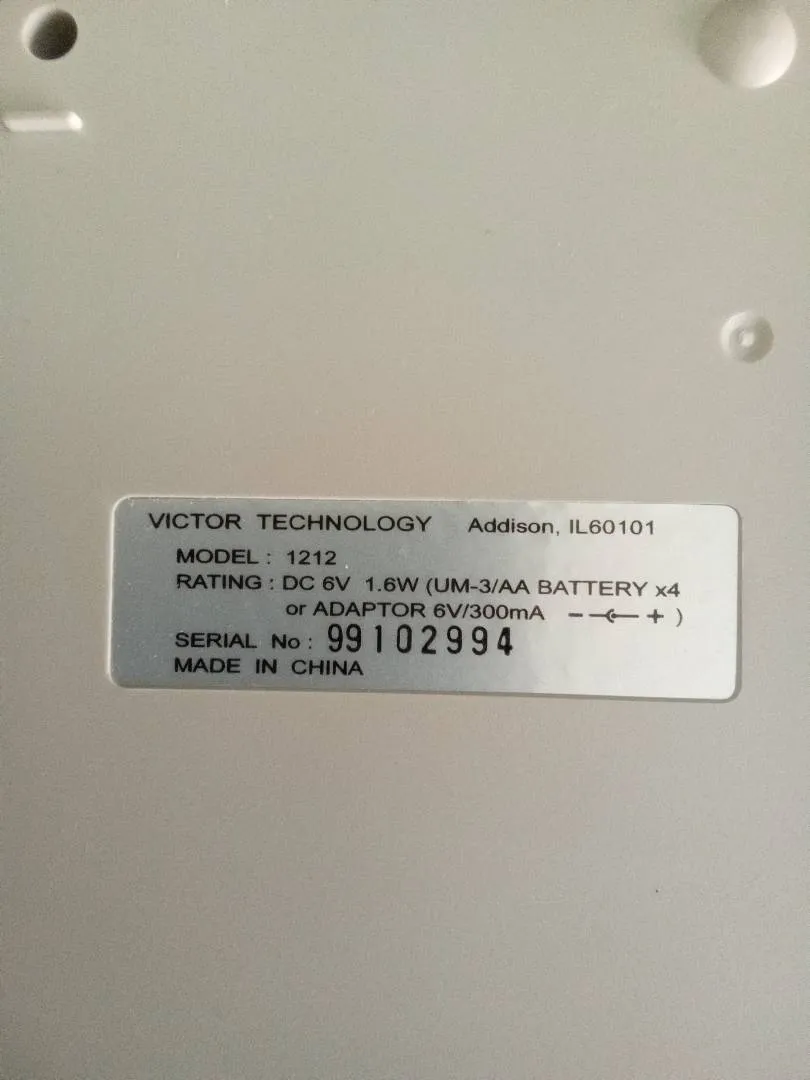 VICTOR TECHNOLOGY Addison, IL60101
MODEL : 1212
RATING : DC 6V 1.6W (UM-3/AA BATTERY x4
or ADAPTOR 6V/300mA - + )
SERIAL No : 99102994
MADE IN CHINA